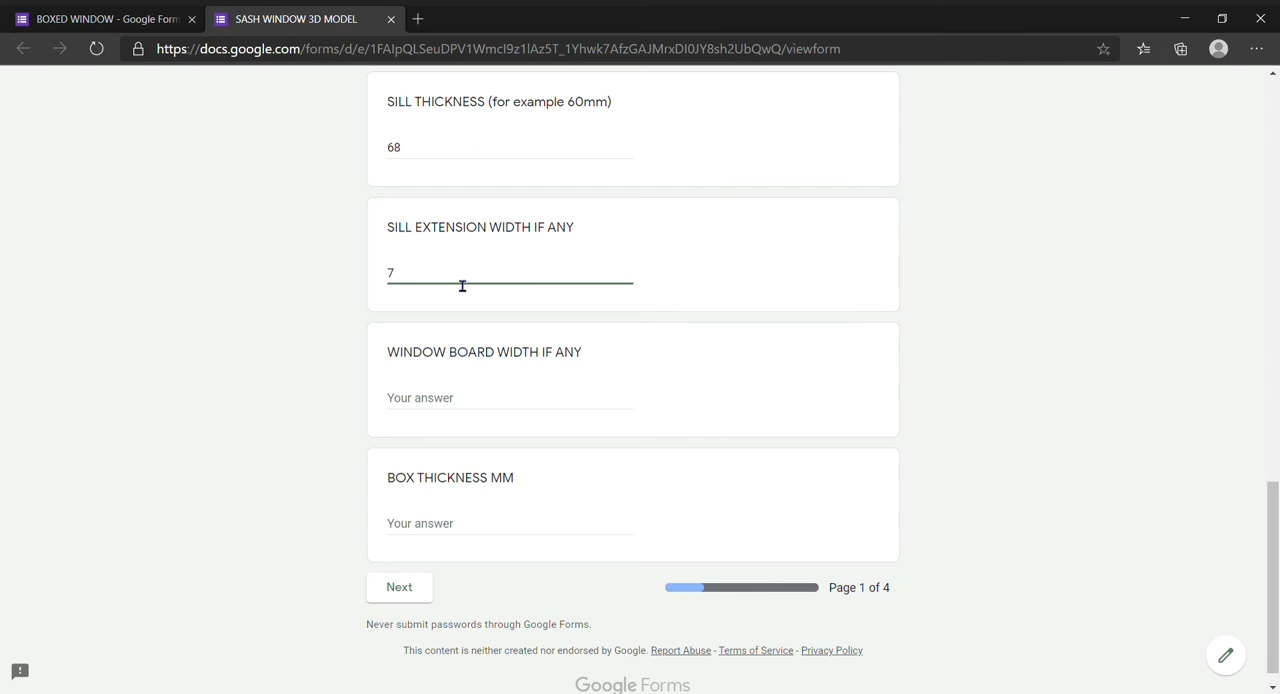 BOXED WINDOW - Google Form
SASH WINDOW 3D MODEL
https://docs.google.com/forms/d/e/1FAIpQLSeuDPV1Wmcl9z1lAz5T_1Yhwk7AfzGAJMrxDI0JY8sh2UbQwQ/viewform
SILL THICKNESS (for example 60mm)
68
SILL EXTENSION WIDTH IF ANY
7
WINDOW BOARD WIDTH IF ANY
Your answer
BOX THICKNESS MM
Your answer
Next
Page 1 of 4
Never submit passwords through Google Forms.
This content is neither created nor endorsed by Google. Report Abuse - Terms of Service - Privacy Policy
Google Forms